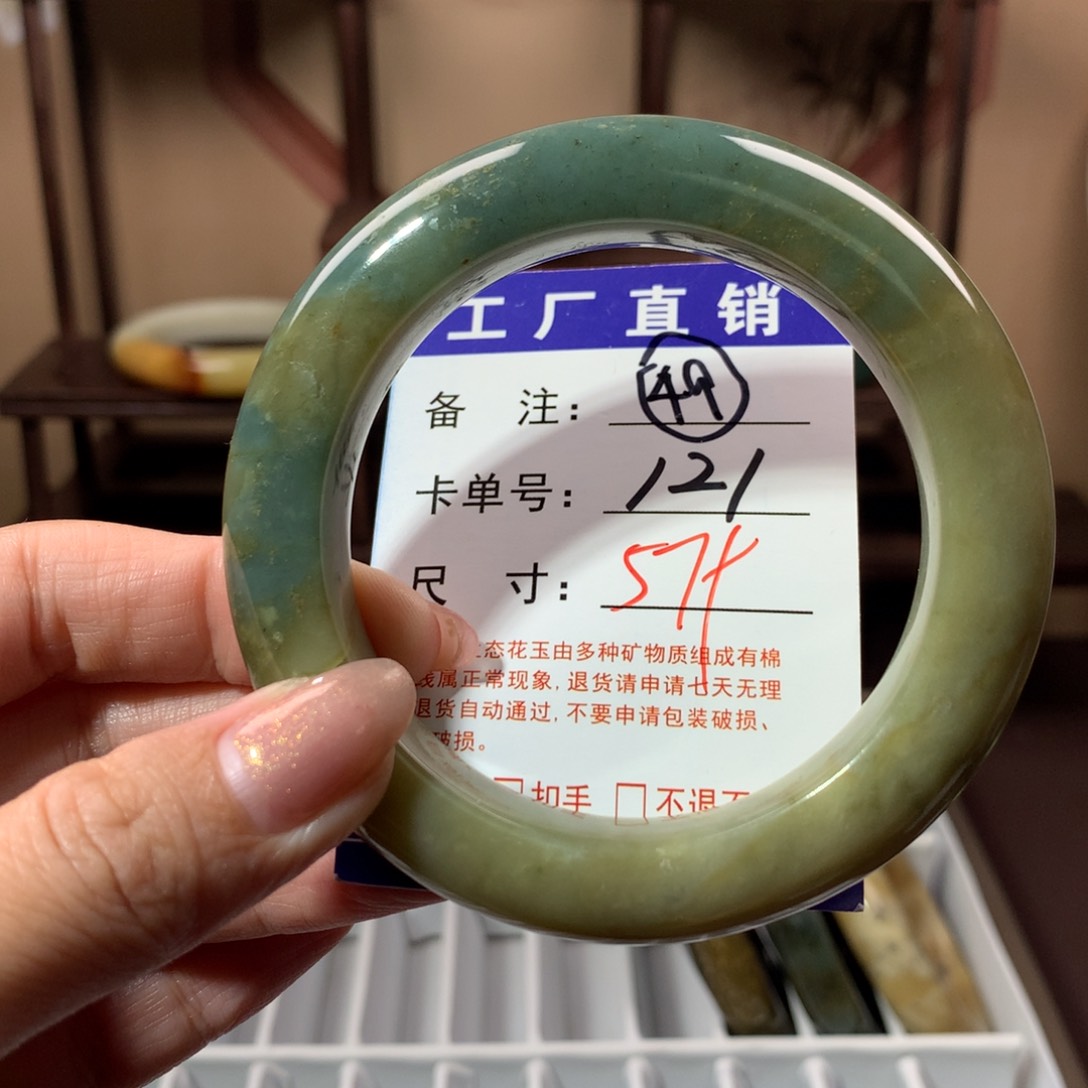 工厂直销
备 注: 49
卡单号: 121
尺 寸: 57
态花玉由多种矿物质组成有棉
线属正常现象, 退货请申请七天无理
退货自动通过, 不要申请包装破损、
破损。
扣手 不退